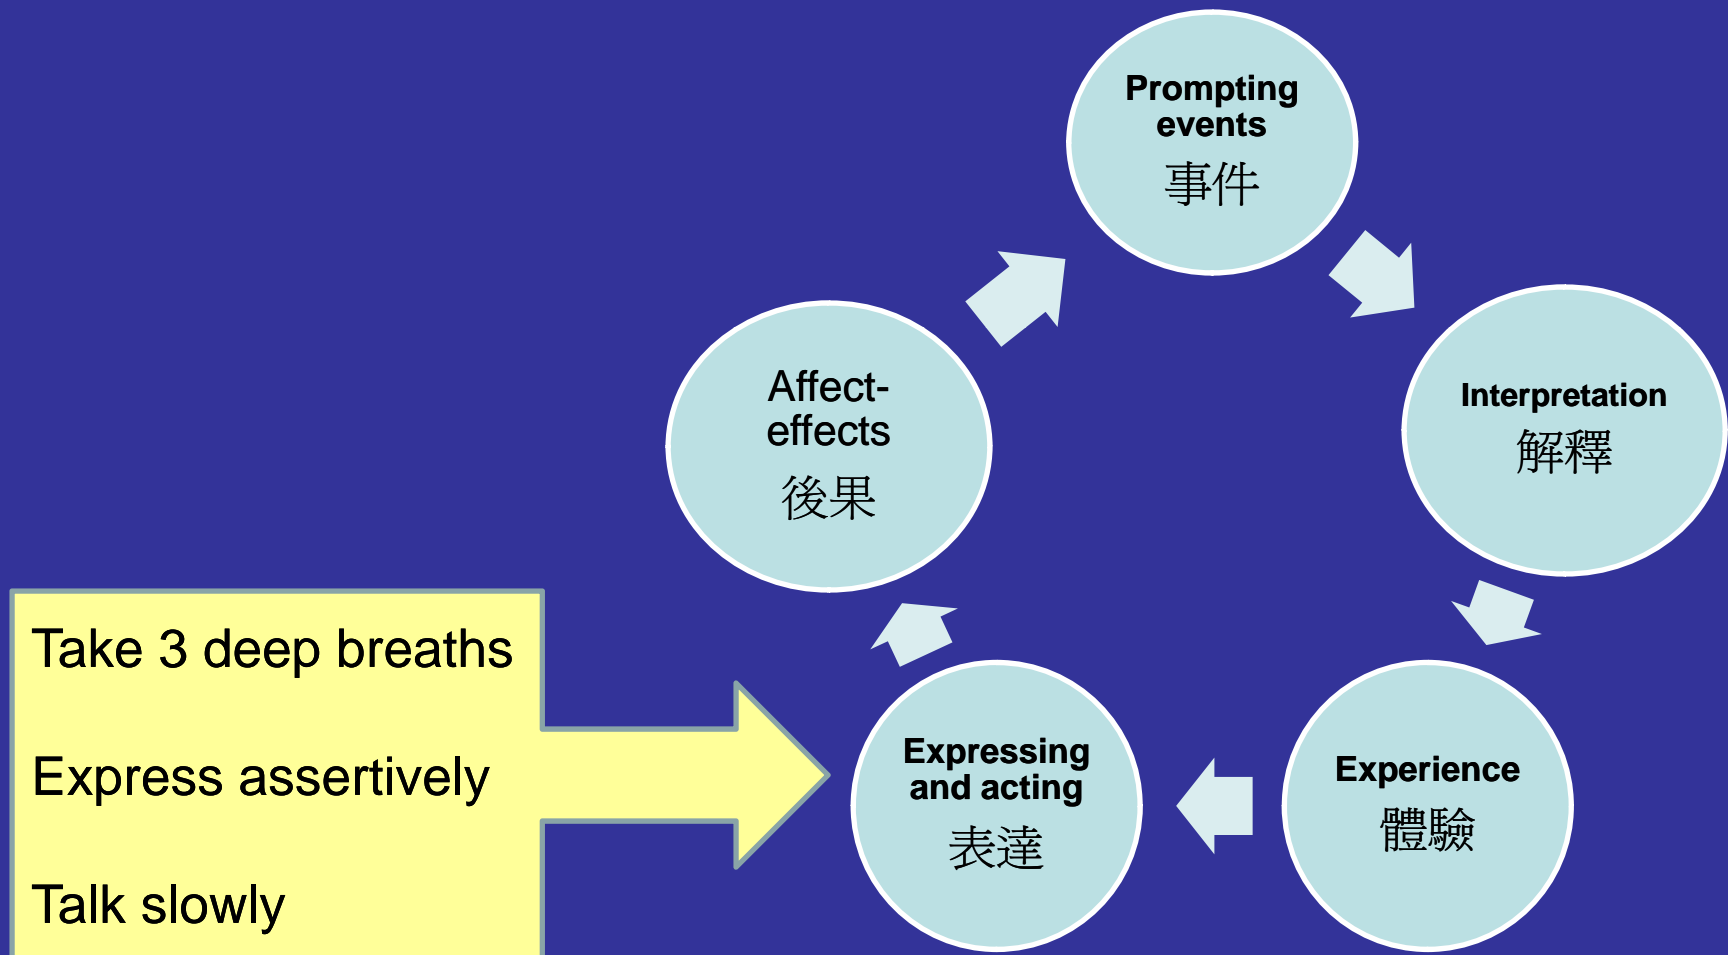 Prompting
events
事件
Interpretation
解釋
Experience
體驗
Expressing
and acting
表達
Affect-
effects
後果
Take 3 deep breaths
Express assertively
Talk slowly